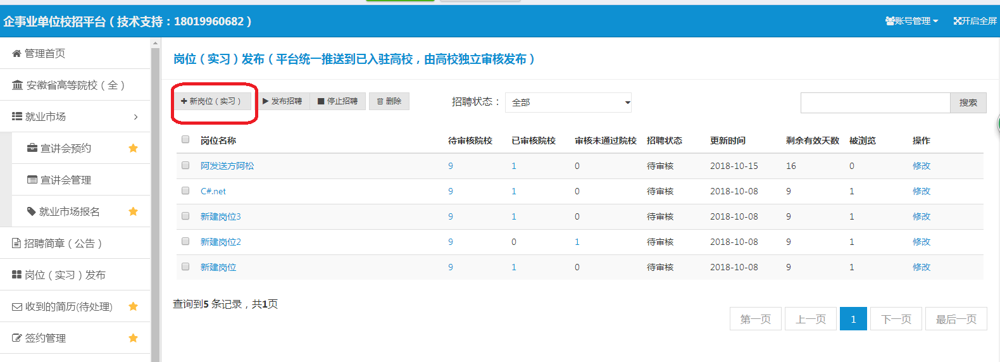 企事业单位校招平台（技术支持：18019960682）
账号管理 开启全屏
管理首页
安徽省高等院校（全）
就业市场
宣讲会预约
宣讲会管理
就业市场报名
招聘简章（公告）
岗位（实习）发布
收到的简历(待处理)
签约管理
岗位（实习）发布（平台统一推送到已入驻高校，由高校独立审核发布）
新岗位（实习） 发布招聘 停止招聘 删除 招聘状态： 全部 搜索
岗位名称 待审核院校 已审核院校 审核未通过院校 招聘状态 更新时间 剩余有效天数 被浏览 操作
阿发送方阿松 9 1 0 待审核 2018-10-15 16 0 修改
C#.net 9 1 0 待审核 2018-10-08 9 1 修改
新建岗位3 9 1 0 待审核 2018-10-08 9 1 修改
新建岗位2 9 0 1 待审核 2018-10-08 9 1 修改
新建岗位 9 1 0 待审核 2018-10-08 9 1 修改
查询到5 条记录，共1页
第一页 上一页 1 下一页 最后一页